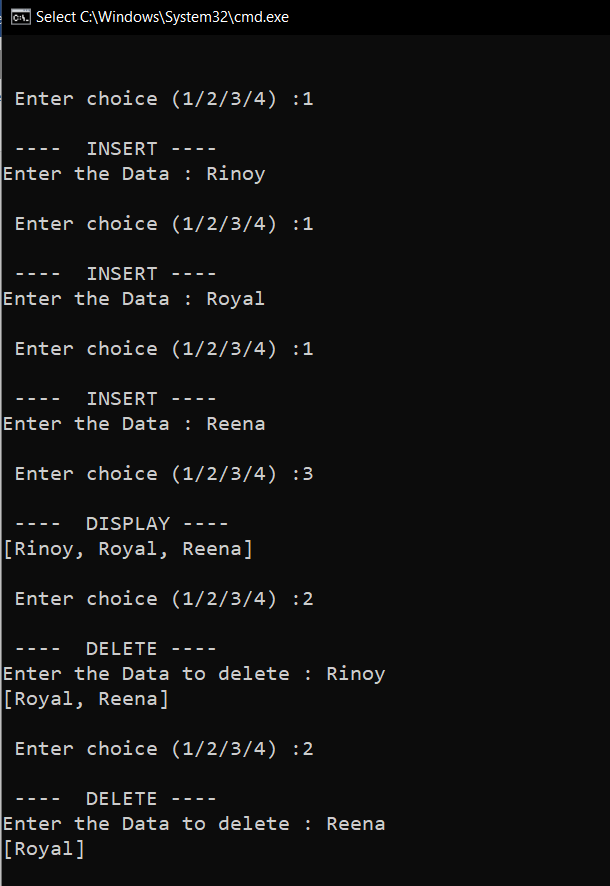 Select C:\Windows\System32\cmd.exe
Enter choice (1/2/3/4) :1
----  INSERT ----
Enter the Data : Rinoy
Enter choice (1/2/3/4) :1
----  INSERT ----
Enter the Data : Royal
Enter choice (1/2/3/4) :1
----  INSERT ----
Enter the Data : Reena
Enter choice (1/2/3/4) :3
----  DISPLAY ----
[Rinoy, Royal, Reena]
Enter choice (1/2/3/4) :2
----  DELETE ----
Enter the Data to delete : Rinoy
[Royal, Reena]
Enter choice (1/2/3/4) :2
----  DELETE ----
Enter the Data to delete : Reena
[Royal]